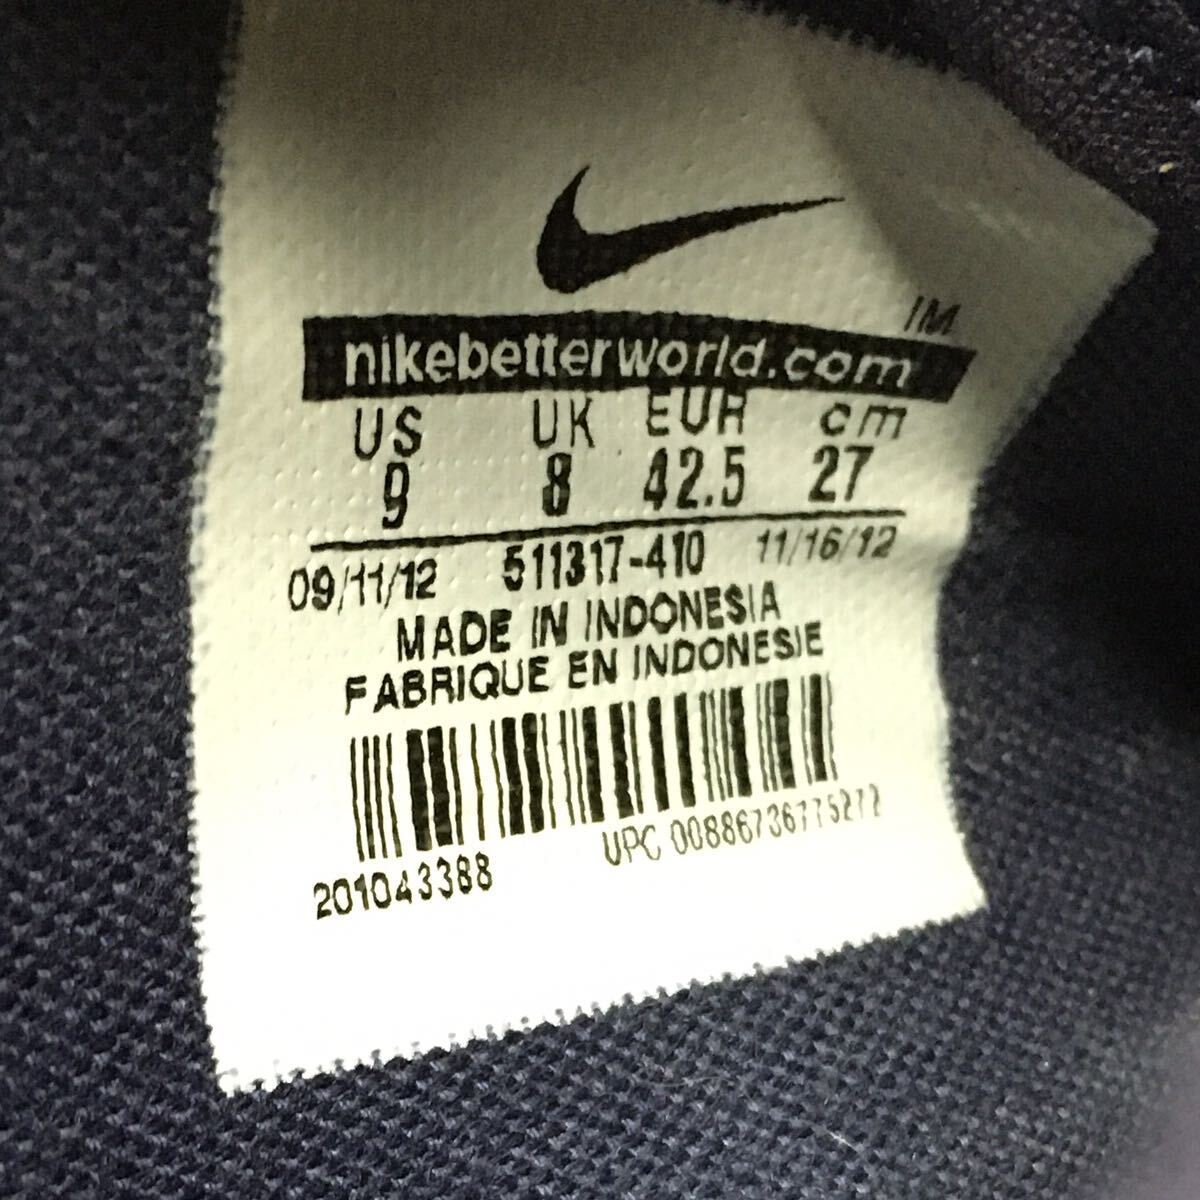 IM
nikebetterworld.com
US UK EUR cm
9 8 42.5 27
09/11/12 511317-410 11/16/12
MADE IN INDONESIA
FABRIQUE EN INDONESIE
201043388 UPC 00886736775272